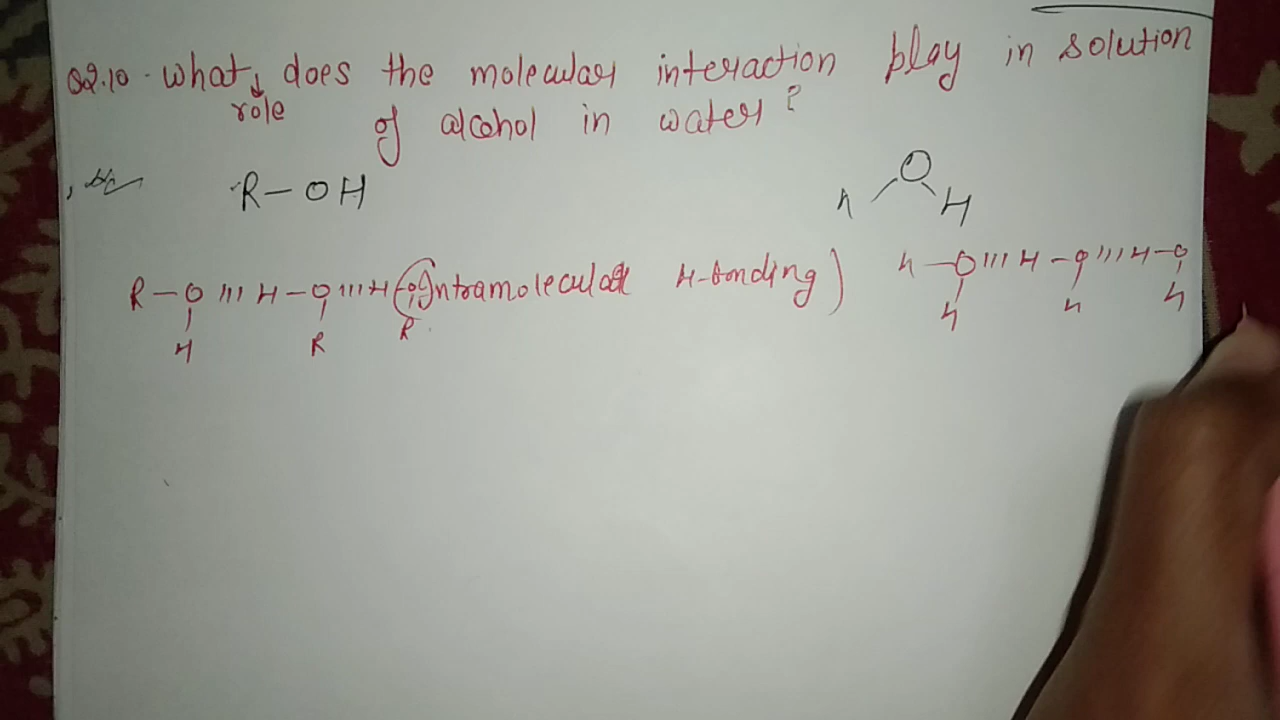 Q2.10 . what does the molecular interaction play in solution
role
of alcohol in water?
R-OH
O
H H
R-O ||| H-O ||| H-O (Intramolecular H-bonding) H-O ||| H-O ||| H-O
H R R H H H